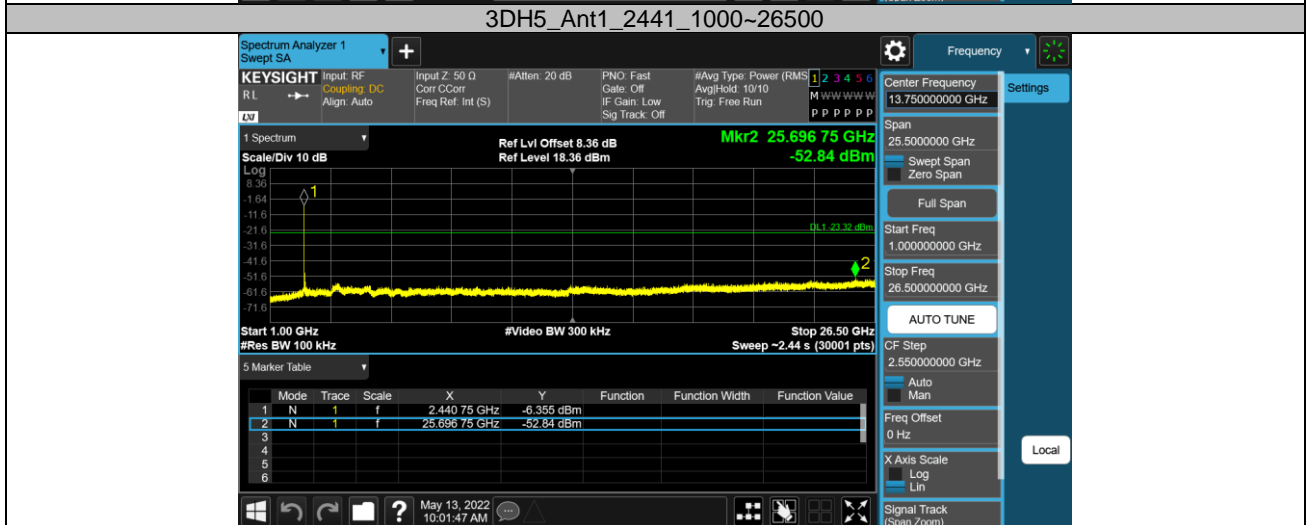 (Span Zoom)
3DH5_Ant1_2441_1000~26500
Spectrum Analyzer 1
Swept SA
+
Frequency
KEYSIGHT
RL
LXI
Input: RF
Coupling: DC
Align: Auto
Input Z: 50 Ω
Corr CCorr
Freq Ref: Int (S)
#Atten: 20 dB
PNO: Fast
Gate: Off
IF Gain: Low
Sig Track: Off
#Avg Type: Power (RMS
Avg|Hold: 10/10
Trig: Free Run
1 2 3 4 5 6
M W W W W W
P P P P P P
Center Frequency
13.750000000 GHz
Settings
1 Spectrum
Scale/Div 10 dB
Ref Lvl Offset 8.36 dB
Ref Level 18.36 dBm
Mkr2 25.696 75 GHz
-52.84 dBm
Log
8.36
-1.64
-11.6
-21.6
-31.6
-41.6
-51.6
-61.6
-71.6
1
DL1 -23.32 dBm
2
Start 1.00 GHz
#Res BW 100 kHz
#Video BW 300 kHz
Stop 26.50 GHz
Sweep ~2.44 s (30001 pts)
Span
25.5000000 GHz
Swept Span
Zero Span
Full Span
Start Freq
1.000000000 GHz
Stop Freq
26.500000000 GHz
AUTO TUNE
CF Step
2.550000000 GHz
Auto
Man
Freq Offset
0 Hz
X Axis Scale
Log
Lin
Signal Track
(Span Zoom)
Local
5 Marker Table
Mode Trace Scale X Y Function Function Width Function Value
1 N 1 f 2.440 75 GHz -6.355 dBm
2 N 1 f 25.696 75 GHz -52.84 dBm
3
4
5
6
?
May 13, 2022
10:01:47 AM